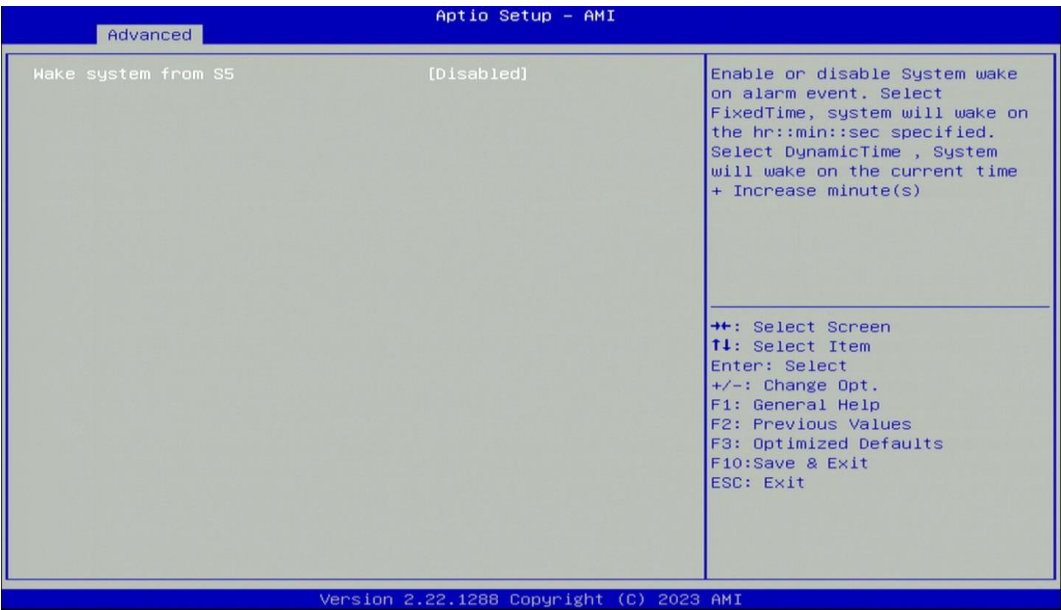 Aptio Setup – AMI
Advanced
Wake system from S5 [Disabled]
Enable or disable System wake
on alarm event. Select
FixedTime, system will wake on
the hr::min::sec specified.
Select DynamicTime , System
will wake on the current time
+ Increase minute(s)
→←: Select Screen
↑↓: Select Item
Enter: Select
+/-: Change Opt.
F1: General Help
F2: Previous Values
F3: Optimized Defaults
F10:Save & Exit
ESC: Exit
Version 2.22.1288 Copyright (C) 2023 AMI